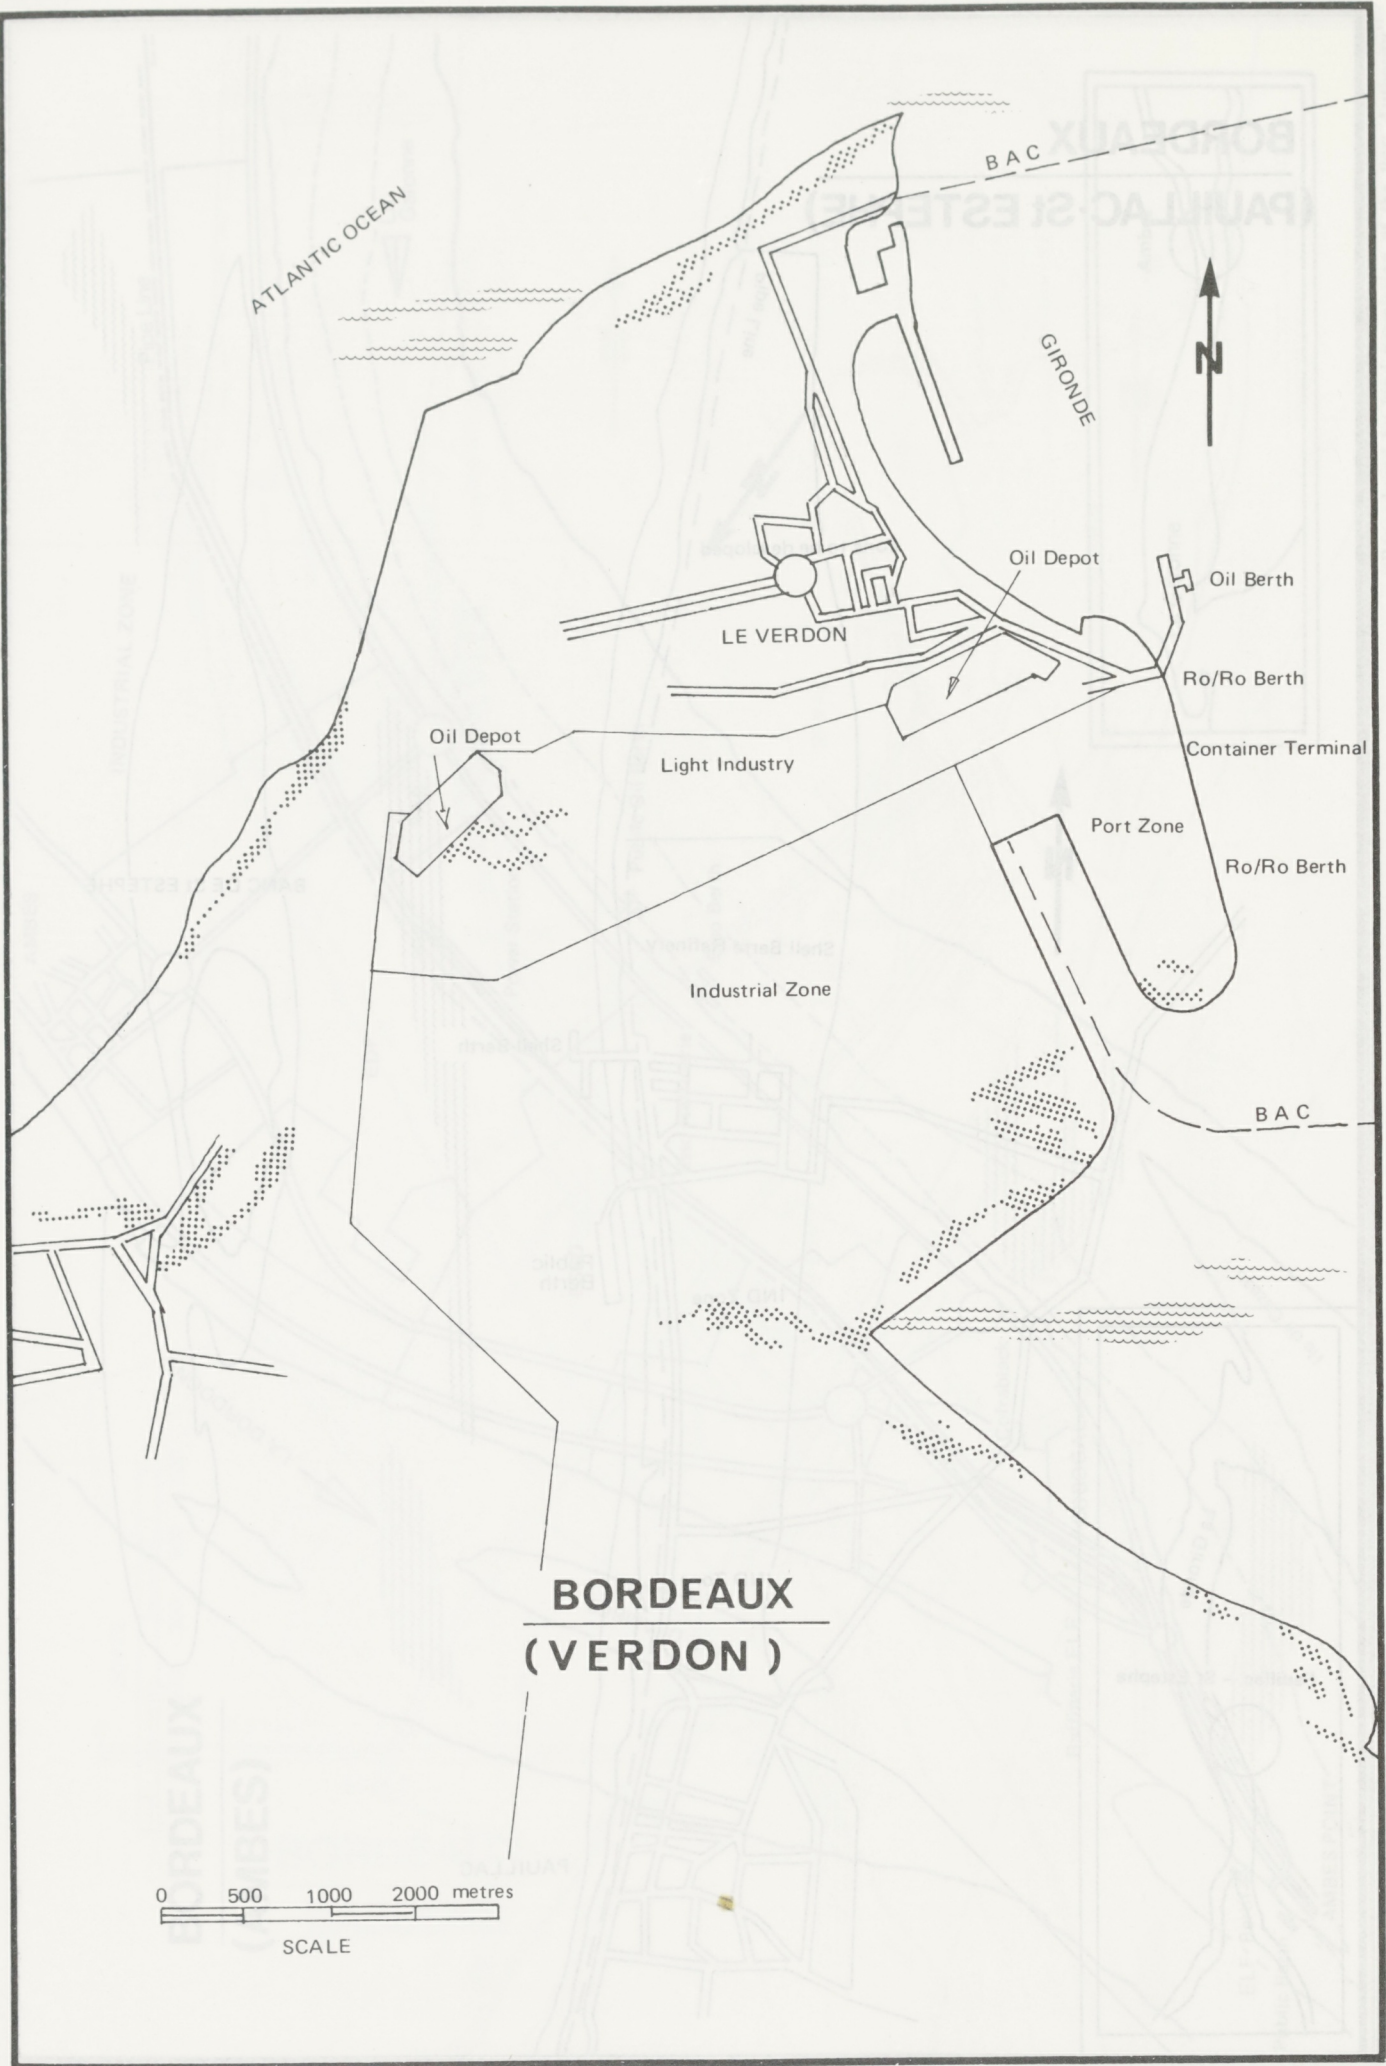 BAC
ATLANTIC OCEAN
GIRONDE
N
Oil Depot
Oil Berth
LE VERDON
Ro/Ro Berth
Oil Depot
Container Terminal
Light Industry
Port Zone
Ro/Ro Berth
Industrial Zone
BAC
BORDEAUX
(VERDON )
0 500 1000 2000 metres
SCALE